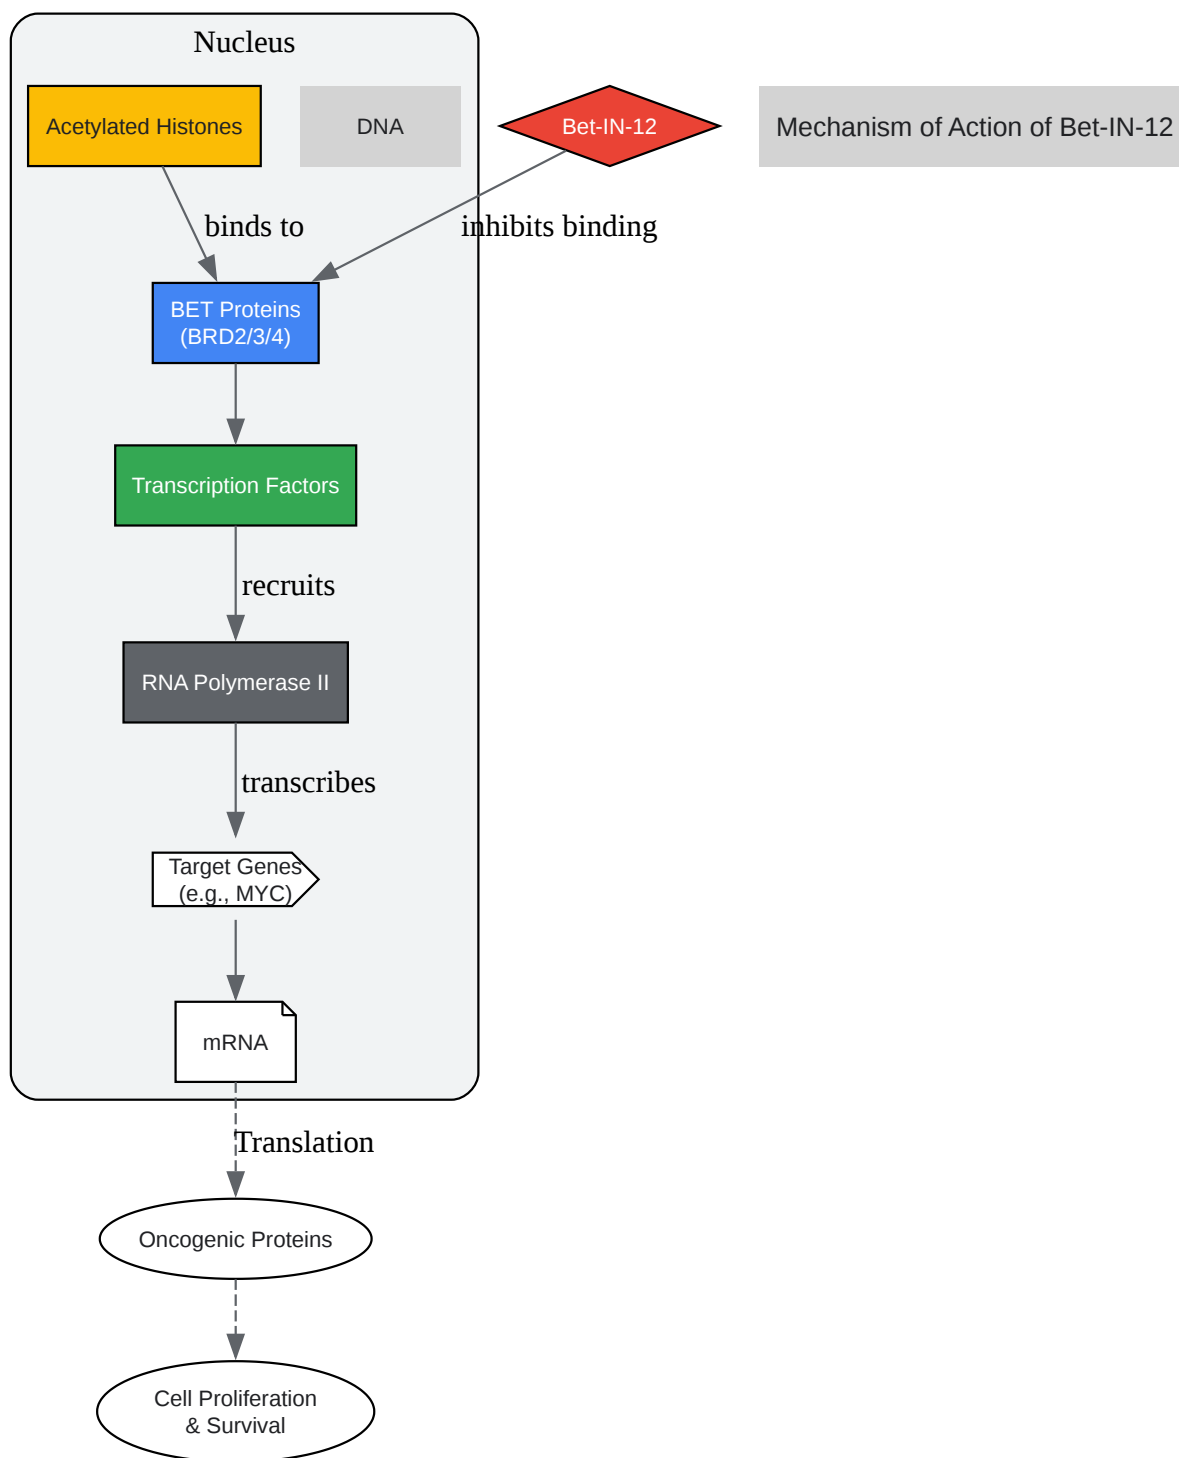 Nucleus
Acetylated Histones
DNA
Bet-IN-12
Mechanism of Action of Bet-IN-12
binds to
inhibits binding
BET Proteins
(BRD2/3/4)
Transcription Factors
recruits
RNA Polymerase II
transcribes
Target Genes
(e.g., MYC)
mRNA
Translation
Oncogenic Proteins
Cell Proliferation
& Survival